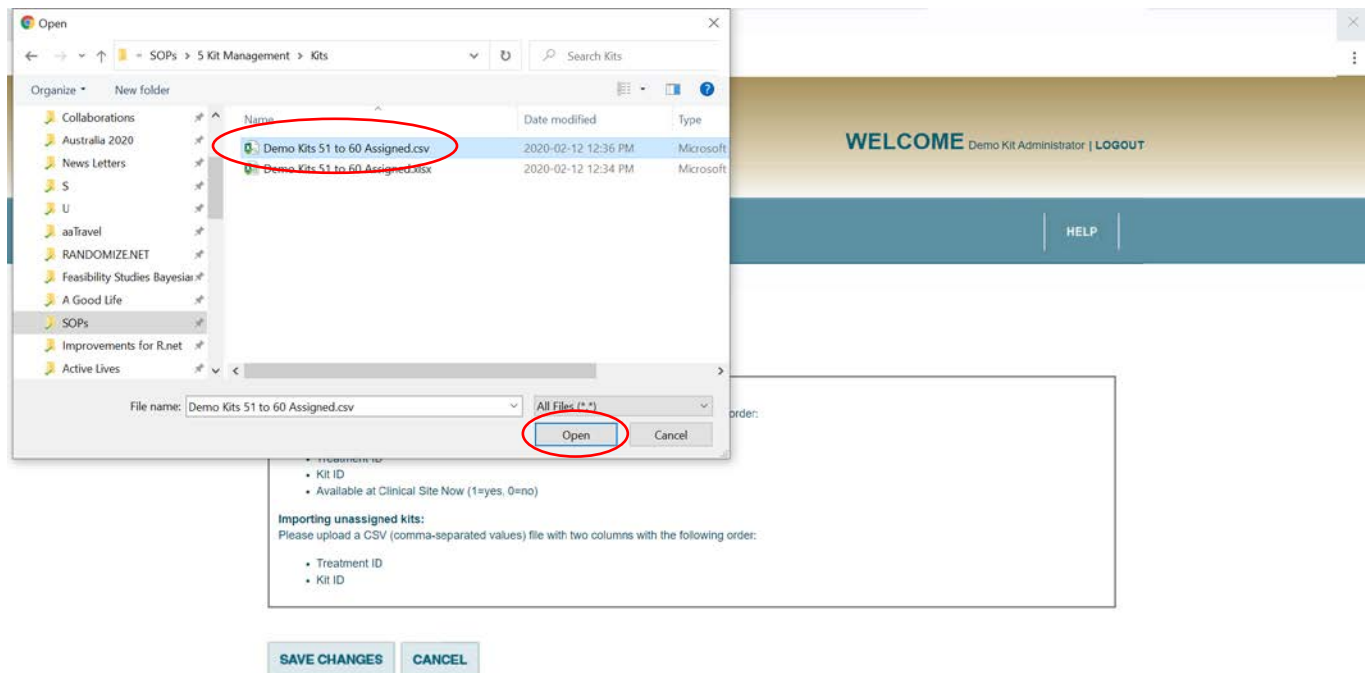 Open
SOPs > 5 Kit Management > Kits
Search Kits
Organize
New folder
Name
Date modified
Type
Collaborations
Australia 2020
News Letters
S
U
aaTravel
RANDOMIZE.NET
Feasibility Studies Bayesian
A Good Life
SOPs
Improvements for R.net
Active Lives
Demo Kits 51 to 60 Assigned.csv
2020-02-12 12:36 PM
Microsoft
Demo Kits 51 to 60 Assigned.xlsx
2020-02-12 12:34 PM
Microsoft
File name:
Demo Kits 51 to 60 Assigned.csv
All Files (*.*)
Open
Cancel
WELCOME Demo Kit Administrator | LOGOUT
HELP
order:
• Treatment ID
• Kit ID
• Available at Clinical Site Now (1=yes, 0=no)
Importing unassigned kits:
Please upload a CSV (comma-separated values) file with two columns with the following order:
• Treatment ID
• Kit ID
SAVE CHANGES
CANCEL